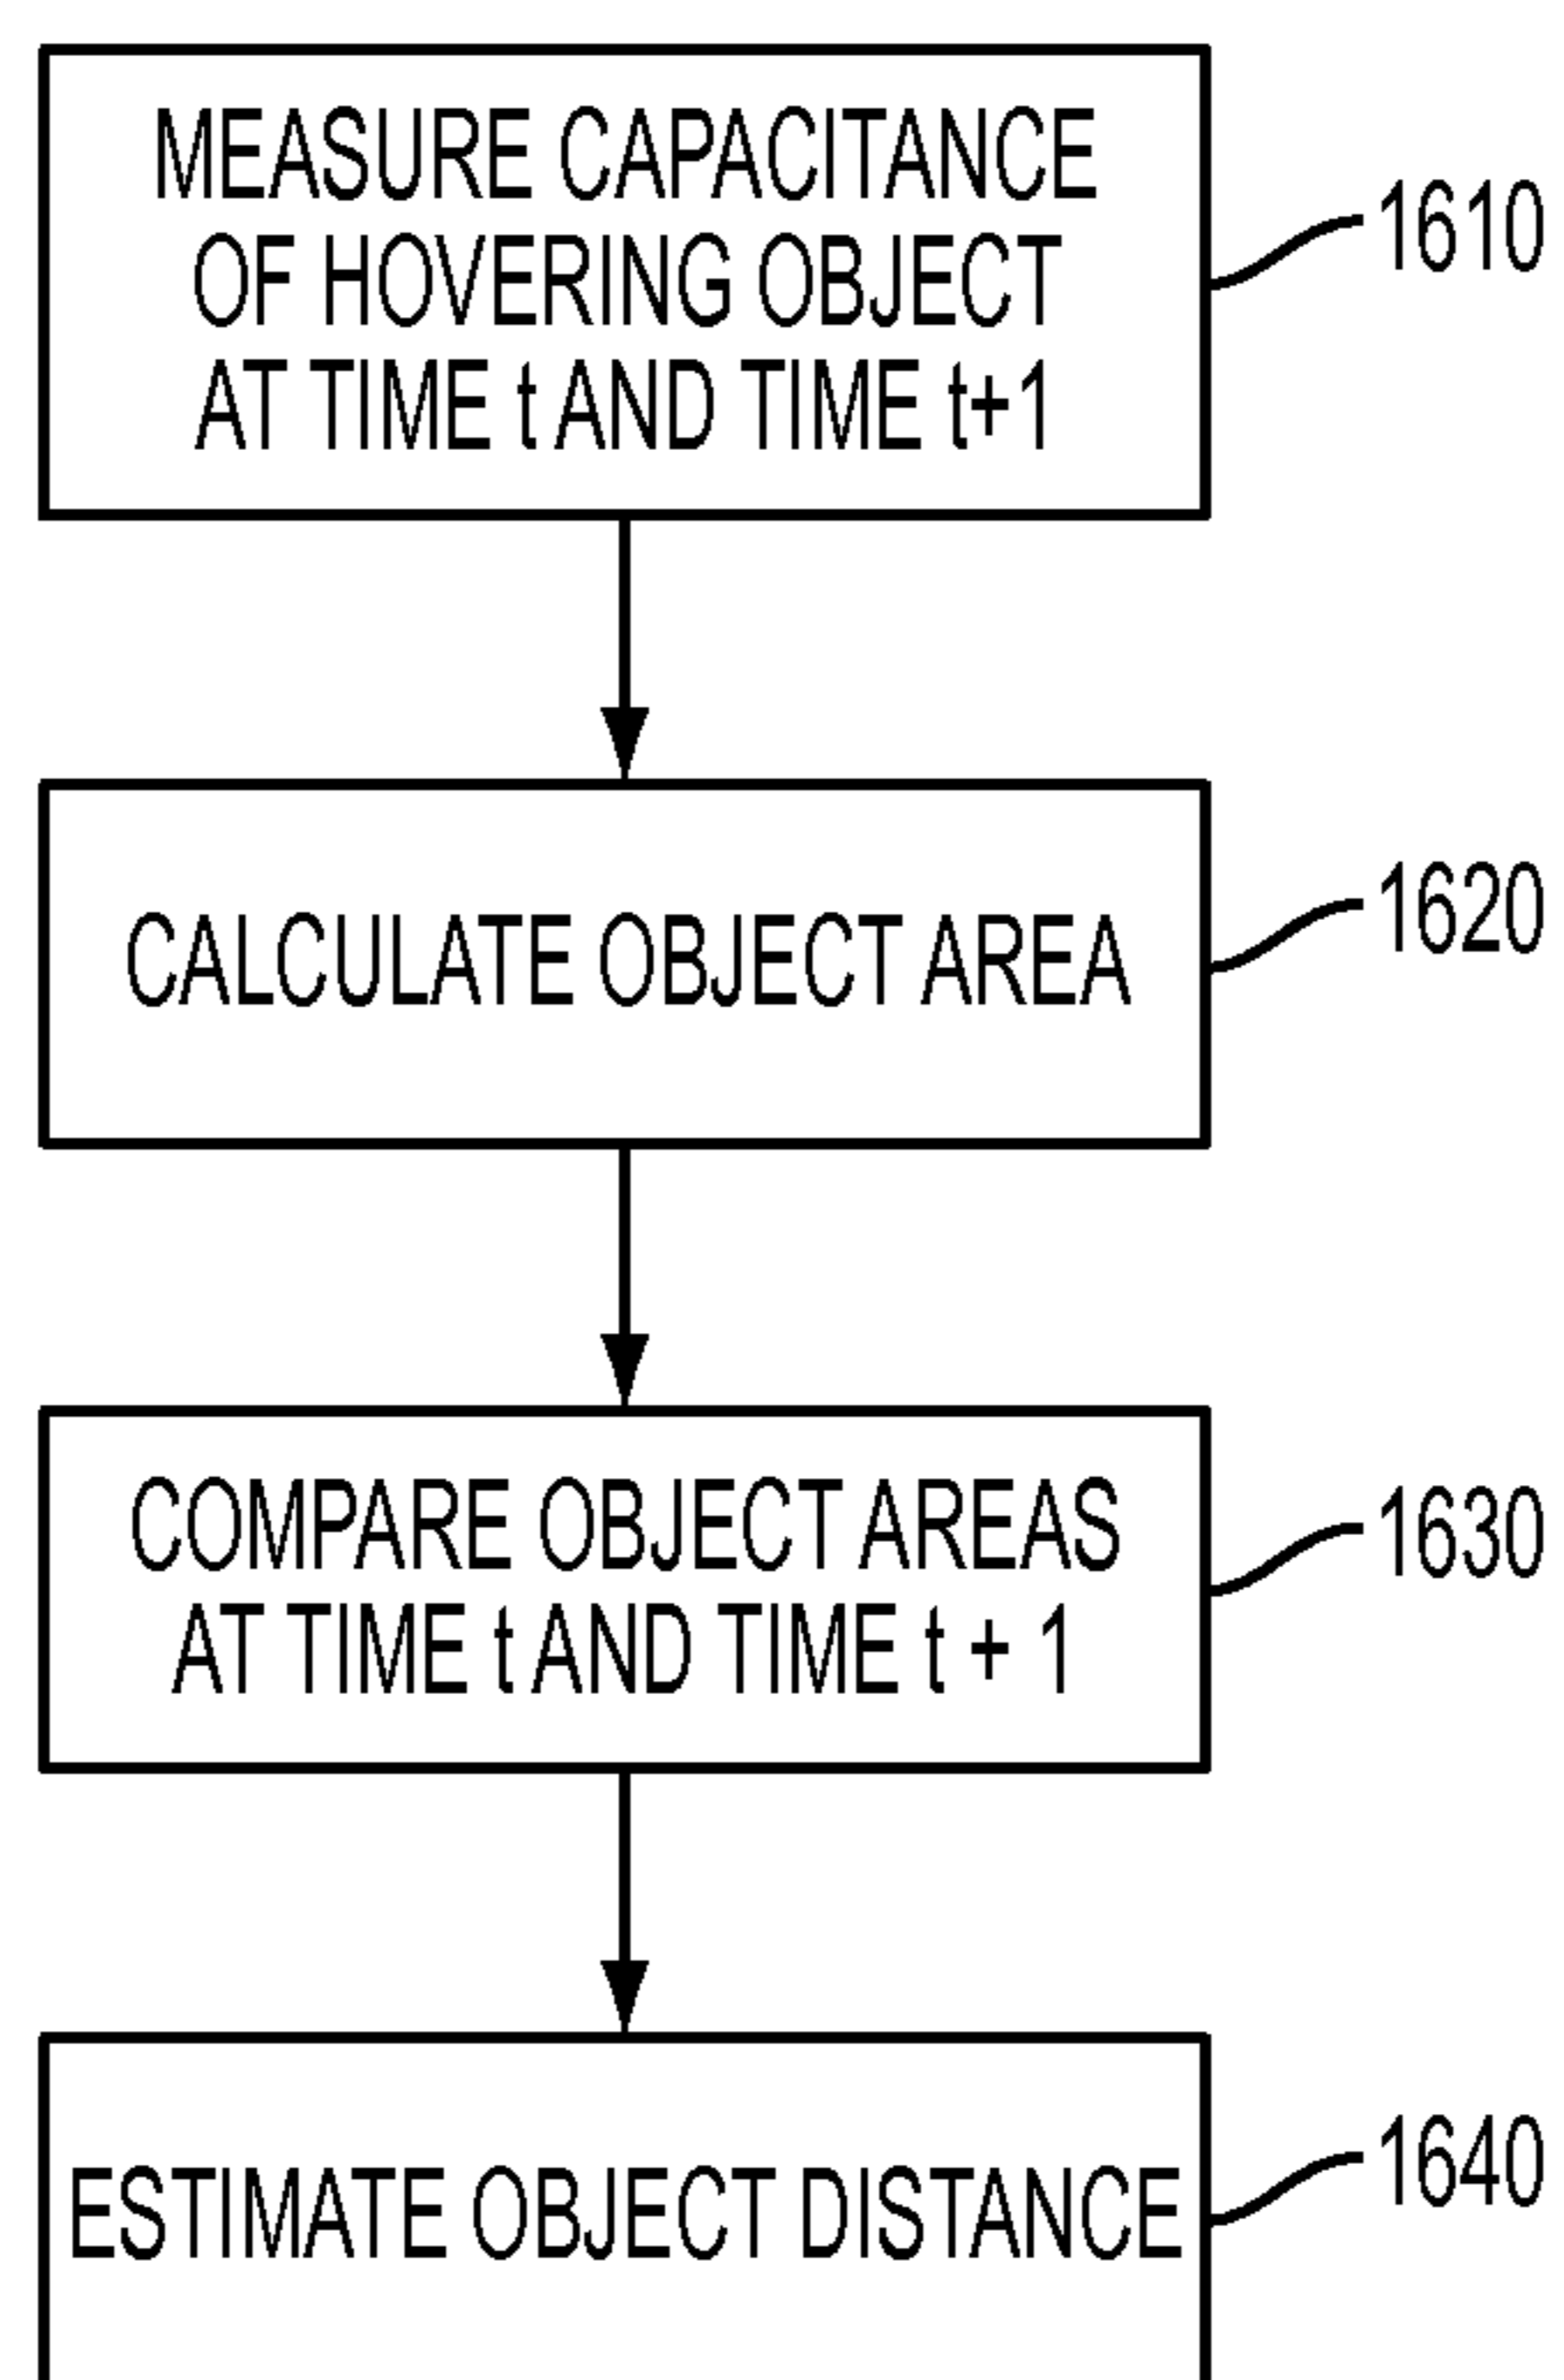 MEASURE CAPACITANCE
OF HOVERING OBJECT
AT TIME t AND TIME t+1
1610
CALCULATE OBJECT AREA
1620
COMPARE OBJECT AREAS
AT TIME t AND TIME t + 1
1630
ESTIMATE OBJECT DISTANCE
1640